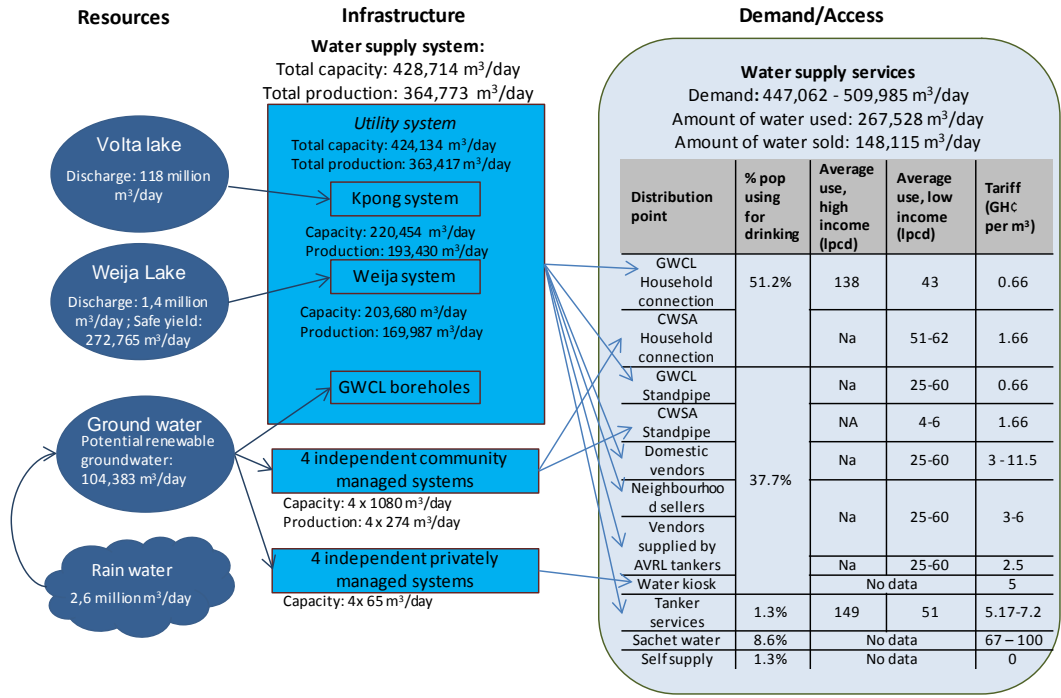 Resources
Infrastructure
Demand/Access
Water supply system:
Total capacity: 428,714 m³/day
Total production: 364,773 m³/day
Volta lake
Discharge: 118 million
m³/day
Weija Lake
Discharge: 1,4 million
m³/day ; Safe yield:
272,765 m³/day
Ground water
Potential renewable
groundwater:
104,383 m³/day
Rain water
2,6 million m³/day
Utility system
Total capacity: 424,134 m³/day
Total production: 363,417 m³/day
Kpong system
Capacity: 220,454 m³/day
Production: 193,430 m³/day
Weija system
Capacity: 203,680 m³/day
Production: 169,987 m³/day
GWCL boreholes
4 independent community
managed systems
Capacity: 4 x 1080 m³/day
Production: 4 x 274 m³/day
4 independent privately
managed systems
Capacity: 4x 65 m³/day
Water supply services
Demand: 447,062 - 509,985 m³/day
Amount of water used: 267,528 m³/day
Amount of water sold: 148,115 m³/day
Distribution
point
% pop
using
for
drinking
Average
use,
high
income
(lpcd)
Average
use, low
income
(lpcd)
Tariff
(GH₵
per m³)
GWCL
Household
connection
51.2%
138
43
0.66
CWSA
Household
connection
Na
51-62
1.66
GWCL
Standpipe
37.7%
Na
25-60
0.66
CWSA
Standpipe
NA
4-6
1.66
Domestic
vendors
Na
25-60
3 - 11.5
Neighbourhoo
d sellers
Na
25-60
3-6
Vendors
supplied by
AVRL tankers
Na
25-60
2.5
Water kiosk
No data
5
Tanker
services
1.3%
149
51
5.17-7.2
Sachet water
8.6%
No data
67 – 100
Self supply
1.3%
No data
0